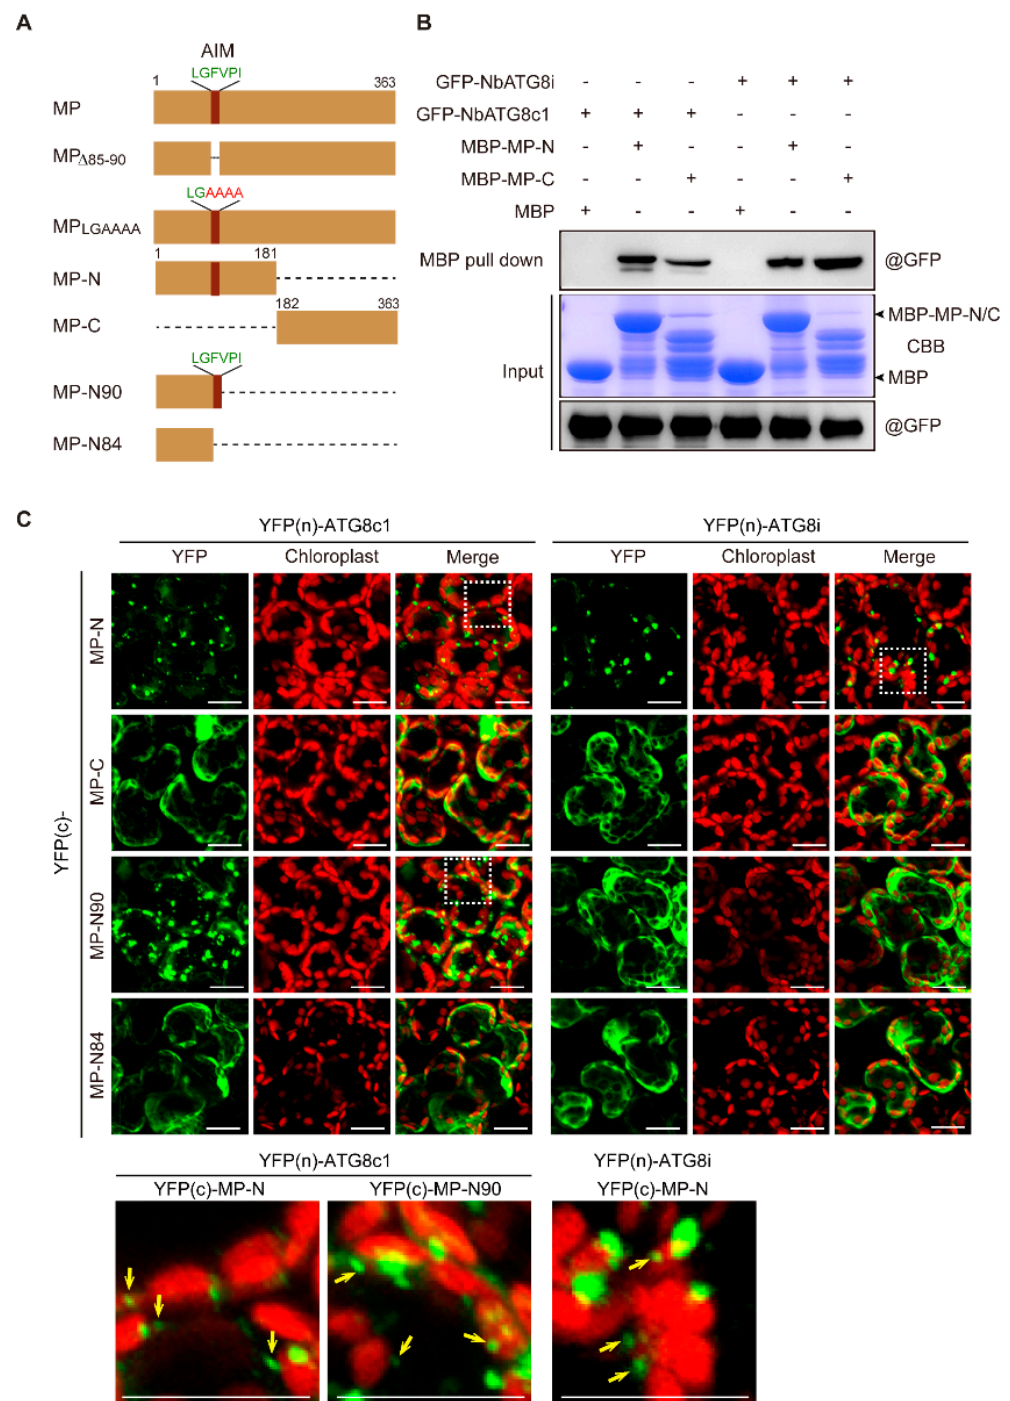 A
AIM
LGFVPI
1 363
MP
MPΔ85-90
LGAAAA
MPLGAAAA
1 181
MP-N
182 363
MP-C
LGFVPI
MP-N90
MP-N84
B
GFP-NbATG8i - - - + + +
GFP-NbATG8c1 + + + - - -
MBP-MP-N - + - - + -
MBP-MP-C - - + - - +
MBP + - - + - -
MBP pull down @GFP
Input
MBP-MP-N/C
CBB
MBP
@GFP
C
YFP(n)-ATG8c1 YFP(n)-ATG8i
YFP Chloroplast Merge YFP Chloroplast Merge
YFP(c)-
MP-N
MP-C
MP-N90
MP-N84
YFP(n)-ATG8c1 YFP(n)-ATG8i
YFP(c)-MP-N YFP(c)-MP-N90 YFP(c)-MP-N